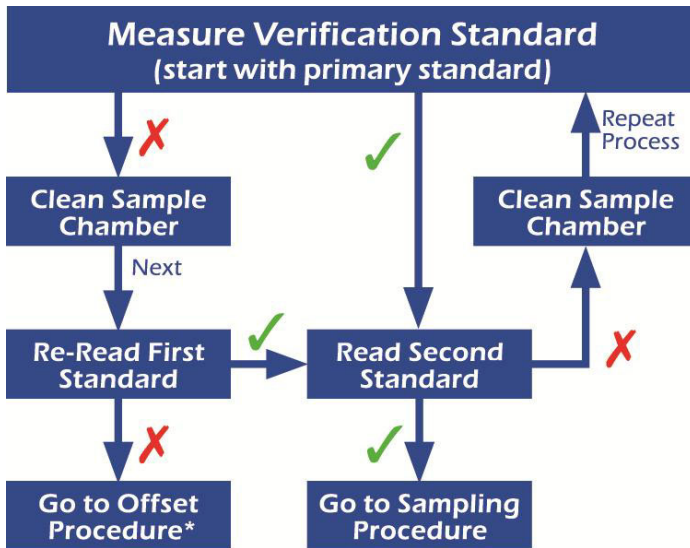 Measure Verification Standard
(start with primary standard)
Repeat
Process
Clean Sample
Chamber
Clean Sample
Chamber
Next
Re-Read First
Standard
Read Second
Standard
Go to Offset
Procedure*
Go to Sampling
Procedure